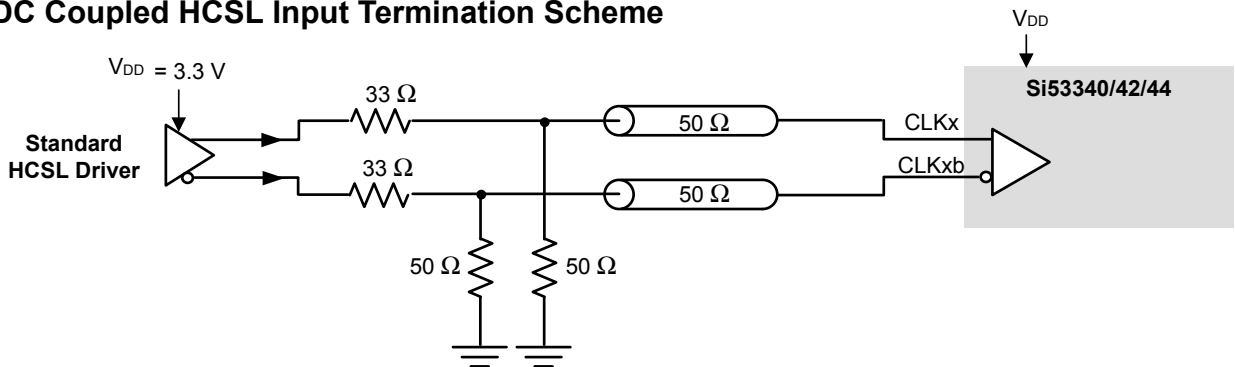 DC Coupled HCSL Input Termination Scheme
VDD
VDD = 3.3 V
Si53340/42/44
33 Ω
Standard
HCSL Driver
50 Ω
CLKx
33 Ω
CLKxb
50 Ω
50 Ω
50 Ω